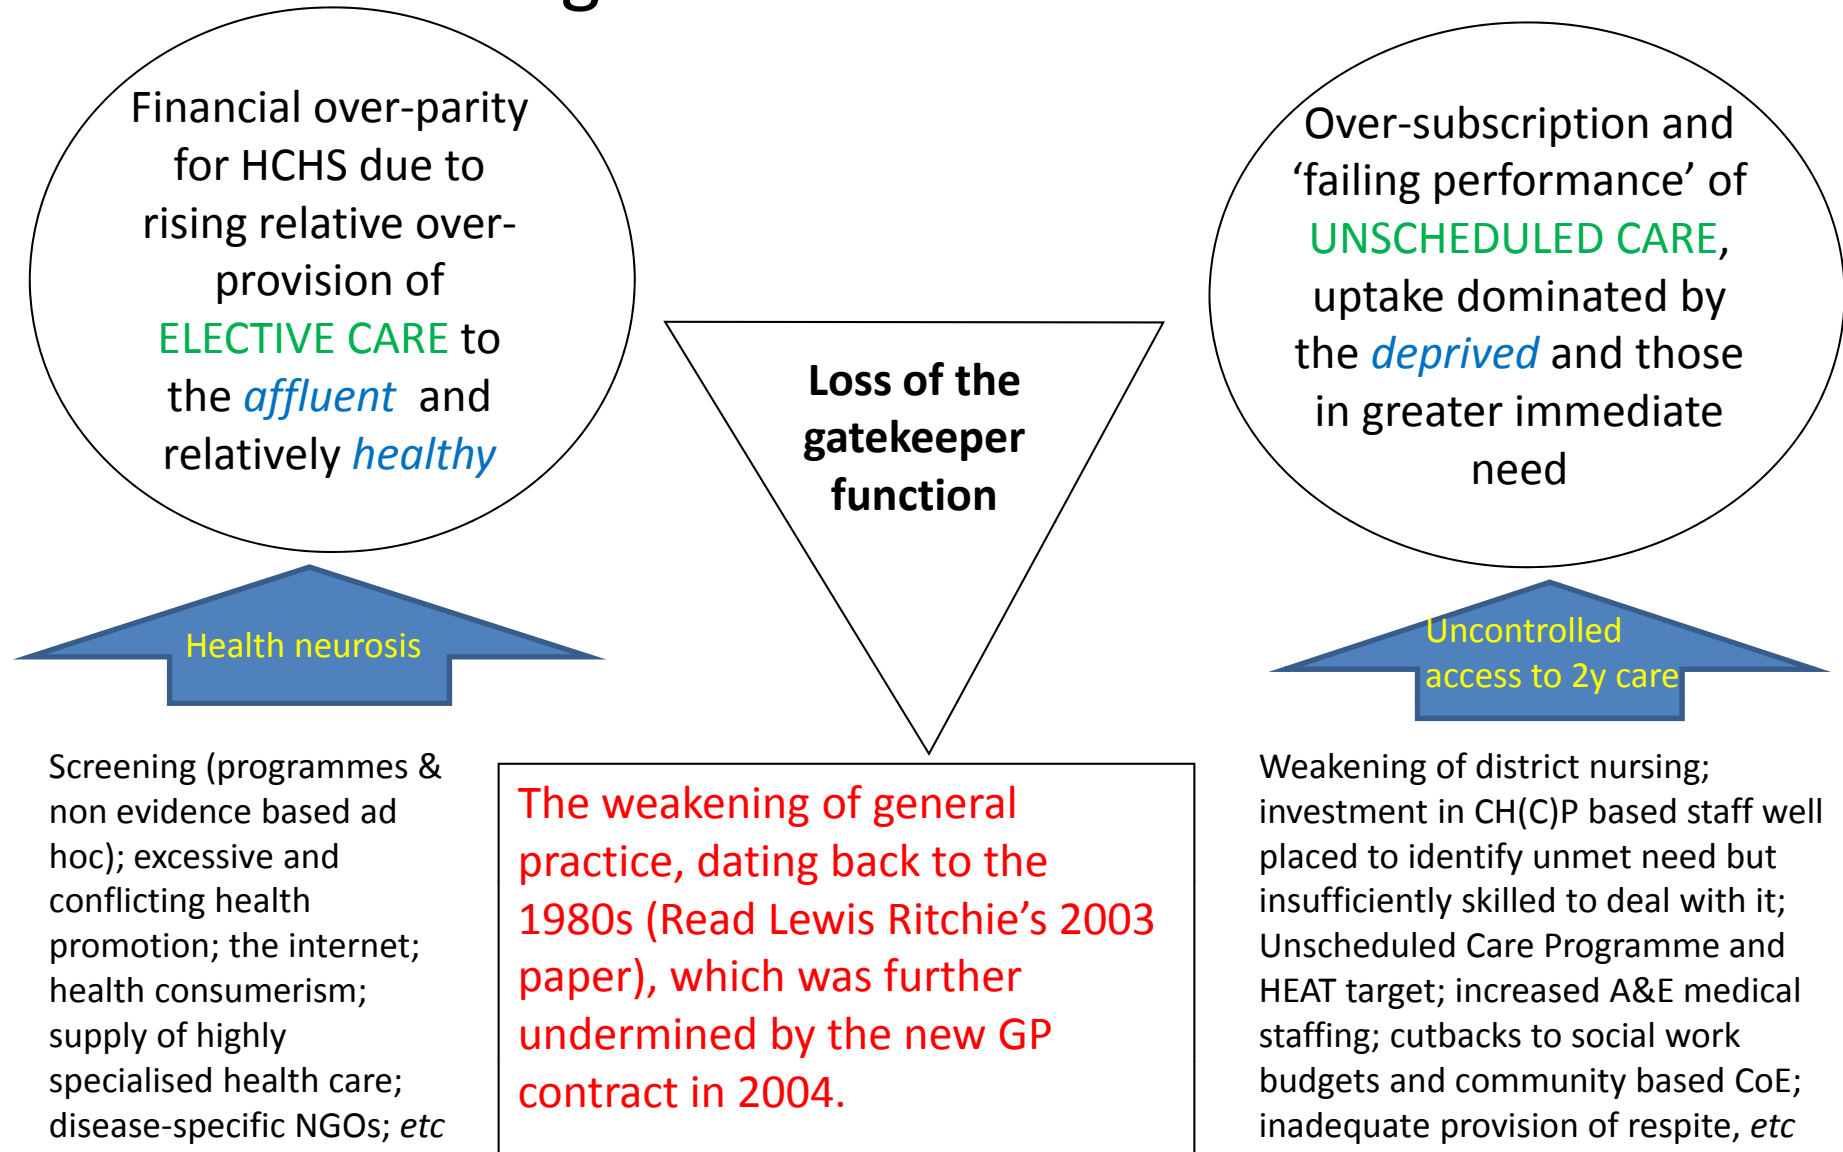 Financial over-parity
for HCHS due to
rising relative over-
provision of
ELECTIVE CARE to
the affluent and
relatively healthy
Over-subscription and
‘failing performance’ of
UNSCHEDULED CARE,
uptake dominated by
the deprived and those
in greater immediate
need
Loss of the
gatekeeper
function
Health neurosis
Uncontrolled
access to 2y care
Screening (programmes &
non evidence based ad
hoc); excessive and
conflicting health
promotion; the internet;
health consumerism;
supply of highly
specialised health care;
disease-specific NGOs; etc
The weakening of general
practice, dating back to the
1980s (Read Lewis Ritchie’s 2003
paper), which was further
undermined by the new GP
contract in 2004.
Weakening of district nursing;
investment in CH(C)P based staff well
placed to identify unmet need but
insufficiently skilled to deal with it;
Unscheduled Care Programme and
HEAT target; increased A&E medical
staffing; cutbacks to social work
budgets and community based CoE;
inadequate provision of respite, etc